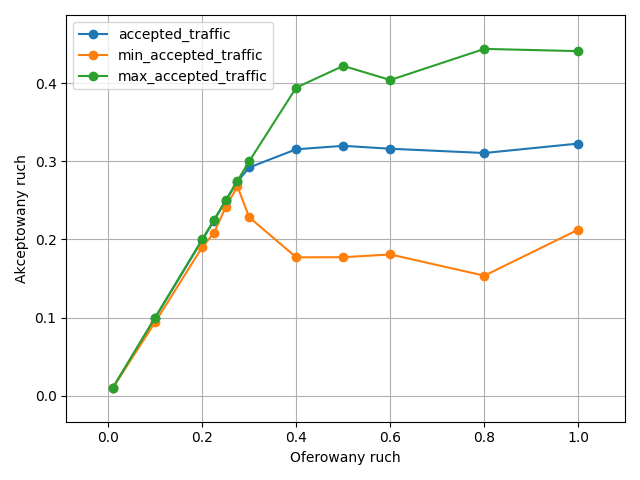 accepted_traffic
min_accepted_traffic
max_accepted_traffic
0.4
0.3
0.2
0.1
0.0
Akceptowany ruch
0.0 0.2 0.4 0.6 0.8 1.0
Oferowany ruch